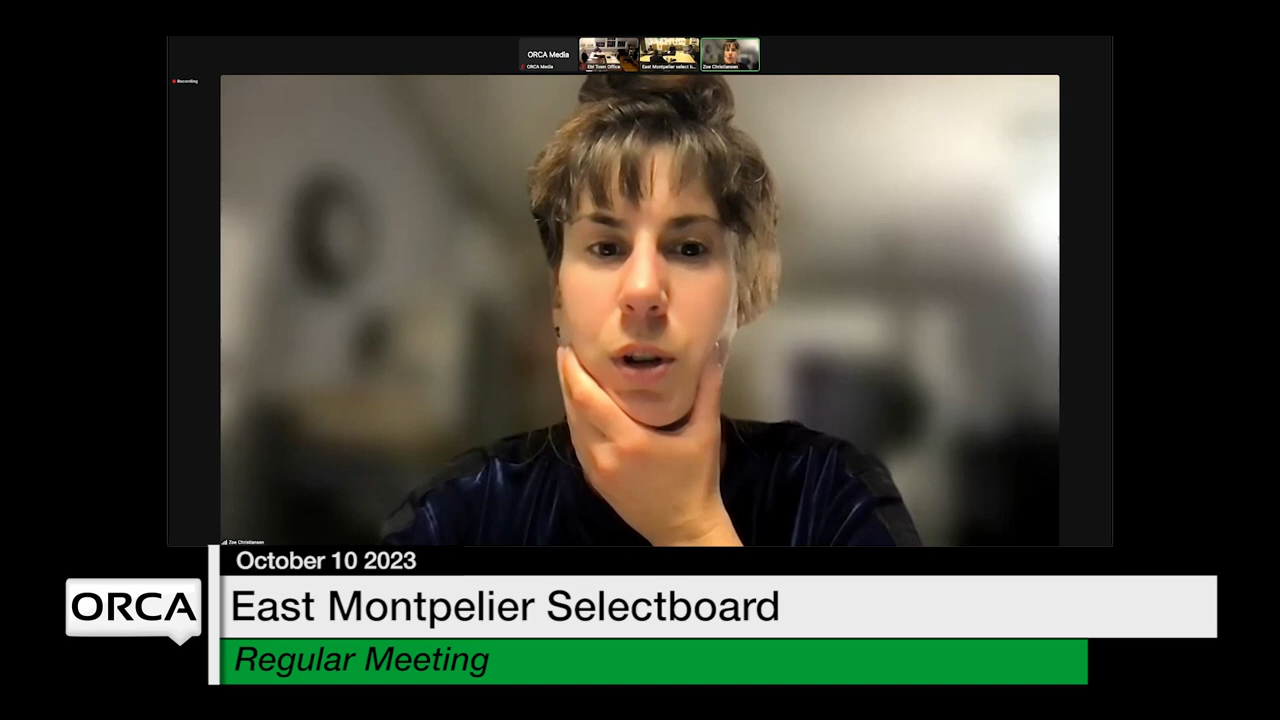 ORCA Media
ORCA Media
EM Town Office
East Montpelier select b...
Zoe Christiansen
Recording
Zoe Christiansen
October 10 2023
ORCA
East Montpelier Selectboard
Regular Meeting